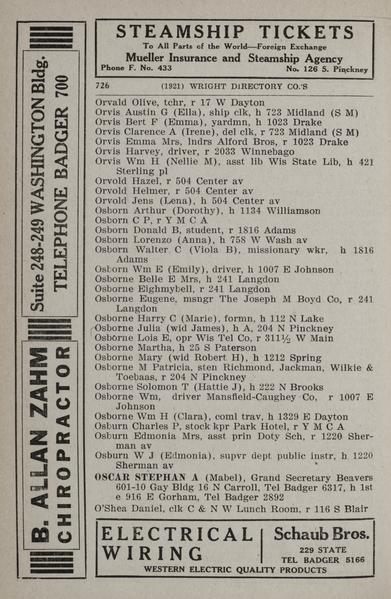 STEAMSHIP TICKETS
To All Parts of the World—Foreign Exchange
Mueller Insurance and Steamship Agency
Phone F. No. 433 No. 126 S. Pinckney
726 (1921) WRIGHT DIRECTORY CO.'S
Orvald Olive, tchr, r 17 W Dayton
Orvis Austin G (Ella), ship clk, h 723 Midland (S M)
Orvis Bert F (Emma), yardmn, h 1023 Drake
Orvis Clarence A (Irene), del clk, r 723 Midland (S M)
Orvis Emma Mrs, lndrs Alford Bros, r 1023 Drake
Orvis Harvey, driver, r 2033 Winnebago
Orvis Wm H (Nellie M), asst lib Wis State Lib, h 421
Sterling pl
Orvold Hazel, r 504 Center av
Orvold Helmer, r 504 Center av
Orvold Jens (Lena), h 504 Center av
Osborn Arthur (Dorothy), h 1134 Williamson
Osborn C P, r Y M C A
Osborn Donald B, student, r 1816 Adams
Osborn Lorenzo (Anna), h 758 W Wash av
Osborn Walter C (Viola B), missionary wkr, h 1816
Adams
Osborn Wm E (Emily), driver, h 1007 E Johnson
Osborne Belle E Mrs, h 241 Langdon
Osborne Eighmybell, r 241 Langdon
Osborne Eugene, msngr The Joseph M Boyd Co, r 241
Langdon
Osborne Harry C (Marie), formn, h 112 N Lake
Osborne Julia (wid James), h A, 204 N Pinckney
Osborne Lois E, opr Wis Tel Co, r 311½ W Main
Osborne Martha, h 25 S Paterson
Osborne Mary (wid Robert H), h 1212 Spring
Osborne M Patricia, sten Richmond, Jackman, Wilkie &
Toebaas, r 204 N Pinckney
Osborne Solomon T (Hattie J), h 222 N Brooks
Osborne Wm, driver Mansfield-Caughey Co, r 1007 E
Johnson
Osborne Wm H (Clara), coml trav, h 1329 E Dayton
Osburn Charles P, stock kpr Park Hotel, r Y M C A
Osburn Edmonia Mrs, asst prin Doty Sch, r 1220 Sher-
man av
Osburn W J (Edmonia), supvr dept public instr, h 1220
Sherman av
OSCAR STEPHAN A (Mabel), Grand Secretary Beavers
601-10 Gay Bldg 16 N Carroll, Tel Badger 6317, h 1st
e 916 E Gorham, Tel Badger 2892
O'Shea Daniel, clk C & N W Lunch Room, r 116 S Blair
B. ALLAN ZAHM
CHIROPRACTOR
Suite 248-249 WASHINGTON Bldg.
TELEPHONE BADGER 700
ELECTRICAL
WIRING
Schaub Bros.
229 STATE
TEL BADGER 5166
WESTERN ELECTRIC QUALITY PRODUCTS